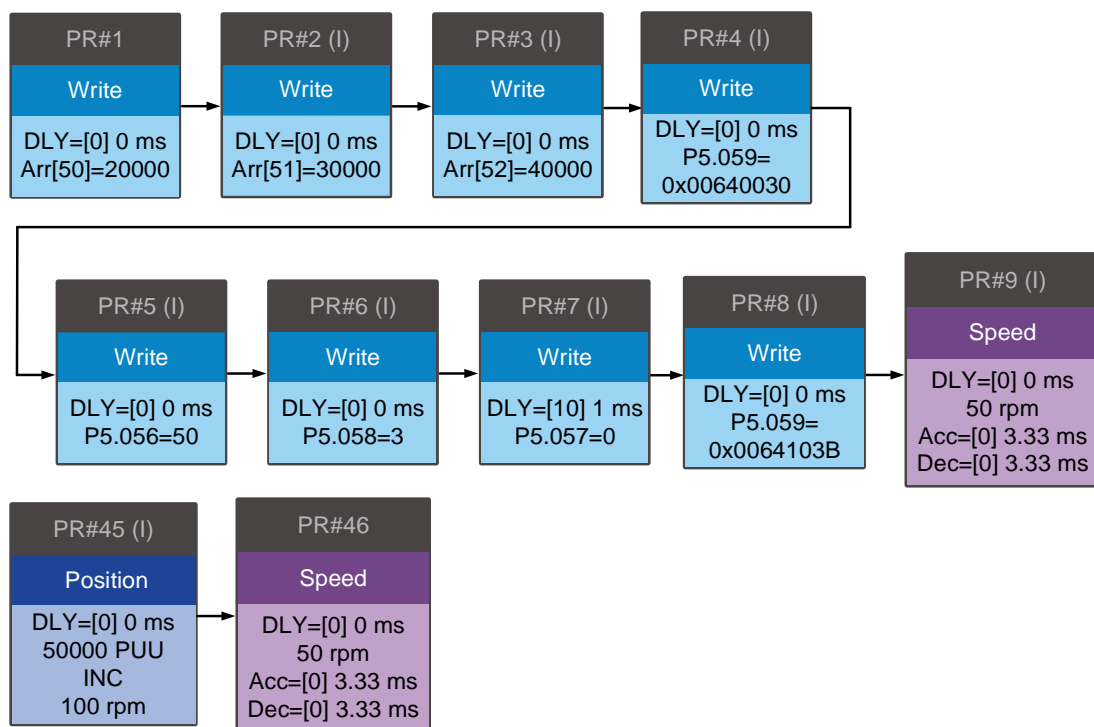 PR#1
Write
DLY=[0] 0 ms
Arr[50]=20000
PR#2 (I)
Write
DLY=[0] 0 ms
Arr[51]=30000
PR#3 (I)
Write
DLY=[0] 0 ms
Arr[52]=40000
PR#4 (I)
Write
DLY=[0] 0 ms
P5.059=
0x00640030
PR#5 (I)
Write
DLY=[0] 0 ms
P5.056=50
PR#6 (I)
Write
DLY=[0] 0 ms
P5.058=3
PR#7 (I)
Write
DLY=[10] 1 ms
P5.057=0
PR#8 (I)
Write
DLY=[0] 0 ms
P5.059=
0x0064103B
PR#9 (I)
Speed
DLY=[0] 0 ms
50 rpm
Acc=[0] 3.33 ms
Dec=[0] 3.33 ms
PR#45 (I)
Position
DLY=[0] 0 ms
50000 PUU
INC
100 rpm
PR#46
Speed
DLY=[0] 0 ms
50 rpm
Acc=[0] 3.33 ms
Dec=[0] 3.33 ms